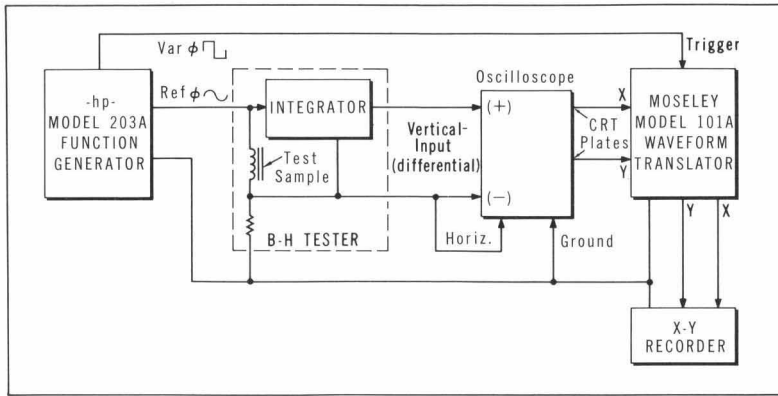 Var ϕ
Trigger
-hp-
MODEL 203A
FUNCTION
GENERATOR
Ref ϕ
INTEGRATOR
Test
Sample
B-H TESTER
Vertical-
Input
(differential)
Oscilloscope
(+)
(−)
Horiz.
Ground
X
CRT
Plates
Y
MOSELEY
MODEL 101A
WAVEFORM
TRANSLATOR
Y
X
X-Y
RECORDER